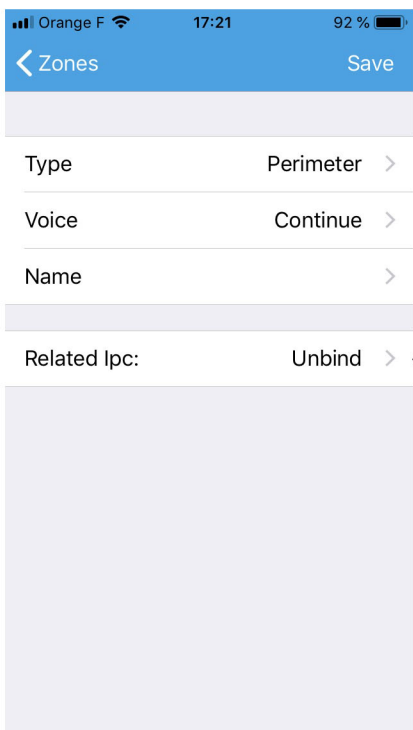 Orange F 17:21 92 %
Zones Save
Type Perimeter
Voice Continue
Name
Related Ipc: Unbind